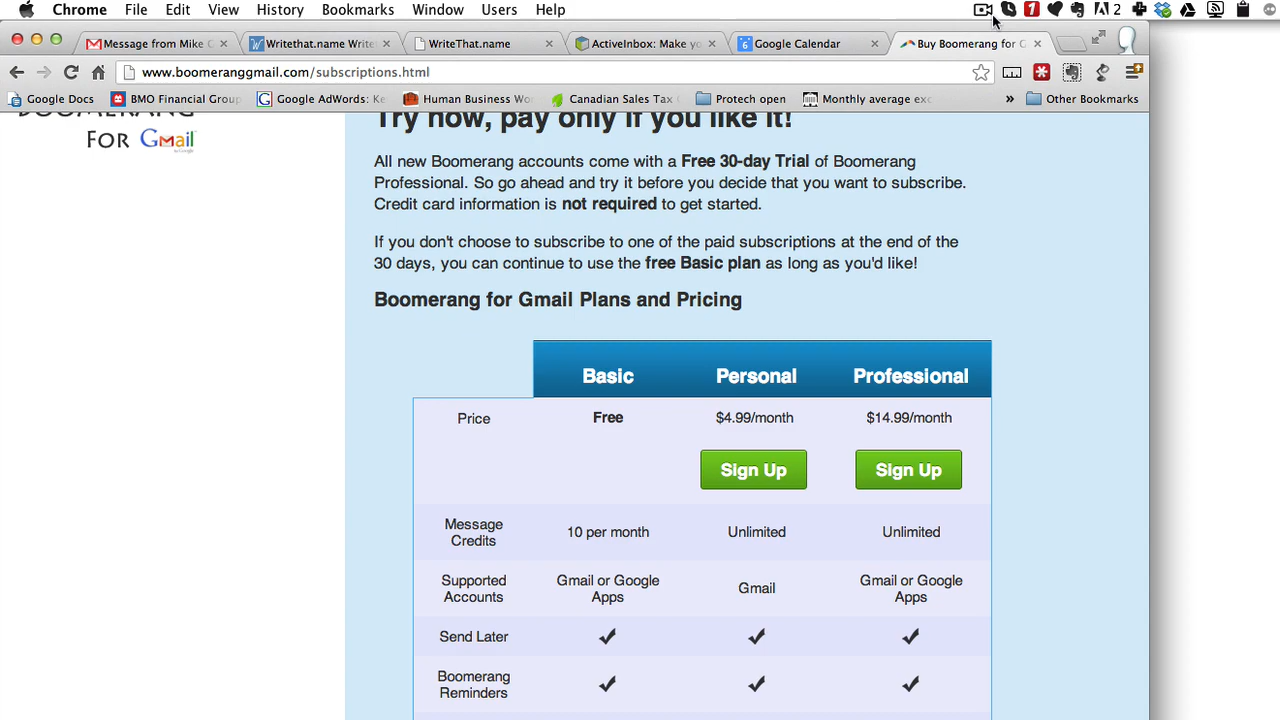 Chrome File Edit View History Bookmarks Window Users Help 1 2
Message from Mike C Writethat.name Write WriteThat.name ActiveInbox: Make yo 6 Google Calendar Buy Boomerang for G
www.boomeranggmail.com/subscriptions.html
Google Docs BMO Financial Group Google AdWords: Ke Human Business Wo Canadian Sales Tax Protech open Monthly average exc » Other Bookmarks
BOOMERANG
FOR Gmail
Try now, pay only if you like it!
All new Boomerang accounts come with a Free 30-day Trial of Boomerang
Professional. So go ahead and try it before you decide that you want to subscribe.
Credit card information is not required to get started.
If you don't choose to subscribe to one of the paid subscriptions at the end of the
30 days, you can continue to use the free Basic plan as long as you'd like!
Boomerang for Gmail Plans and Pricing
Basic Personal Professional
Price Free $4.99/month $14.99/month
Sign Up Sign Up
Message
Credits 10 per month Unlimited Unlimited
Supported Gmail or Google Gmail Gmail or Google
Accounts Apps Apps
Send Later
Boomerang
Reminders